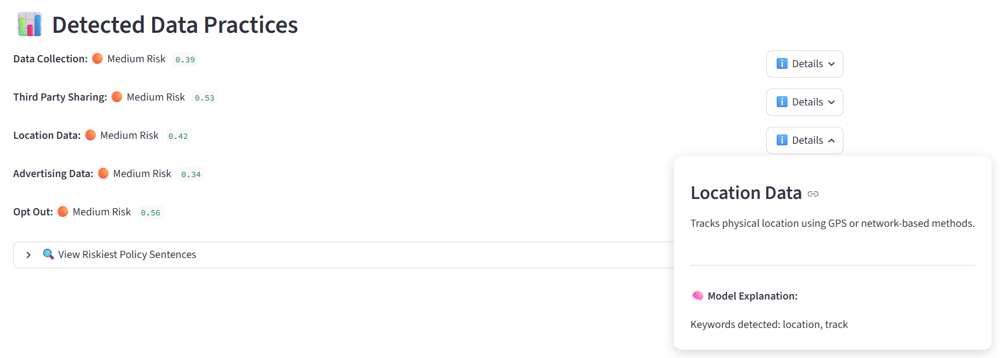 Detected Data Practices
Data Collection: Medium Risk 0.39
Details
Third Party Sharing: Medium Risk 0.53
Details
Location Data: Medium Risk 0.42
Details
Advertising Data: Medium Risk 0.34
Opt Out: Medium Risk 0.56
View Riskiest Policy Sentences
Location Data
Tracks physical location using GPS or network-based methods.
Model Explanation:
Keywords detected: location, track